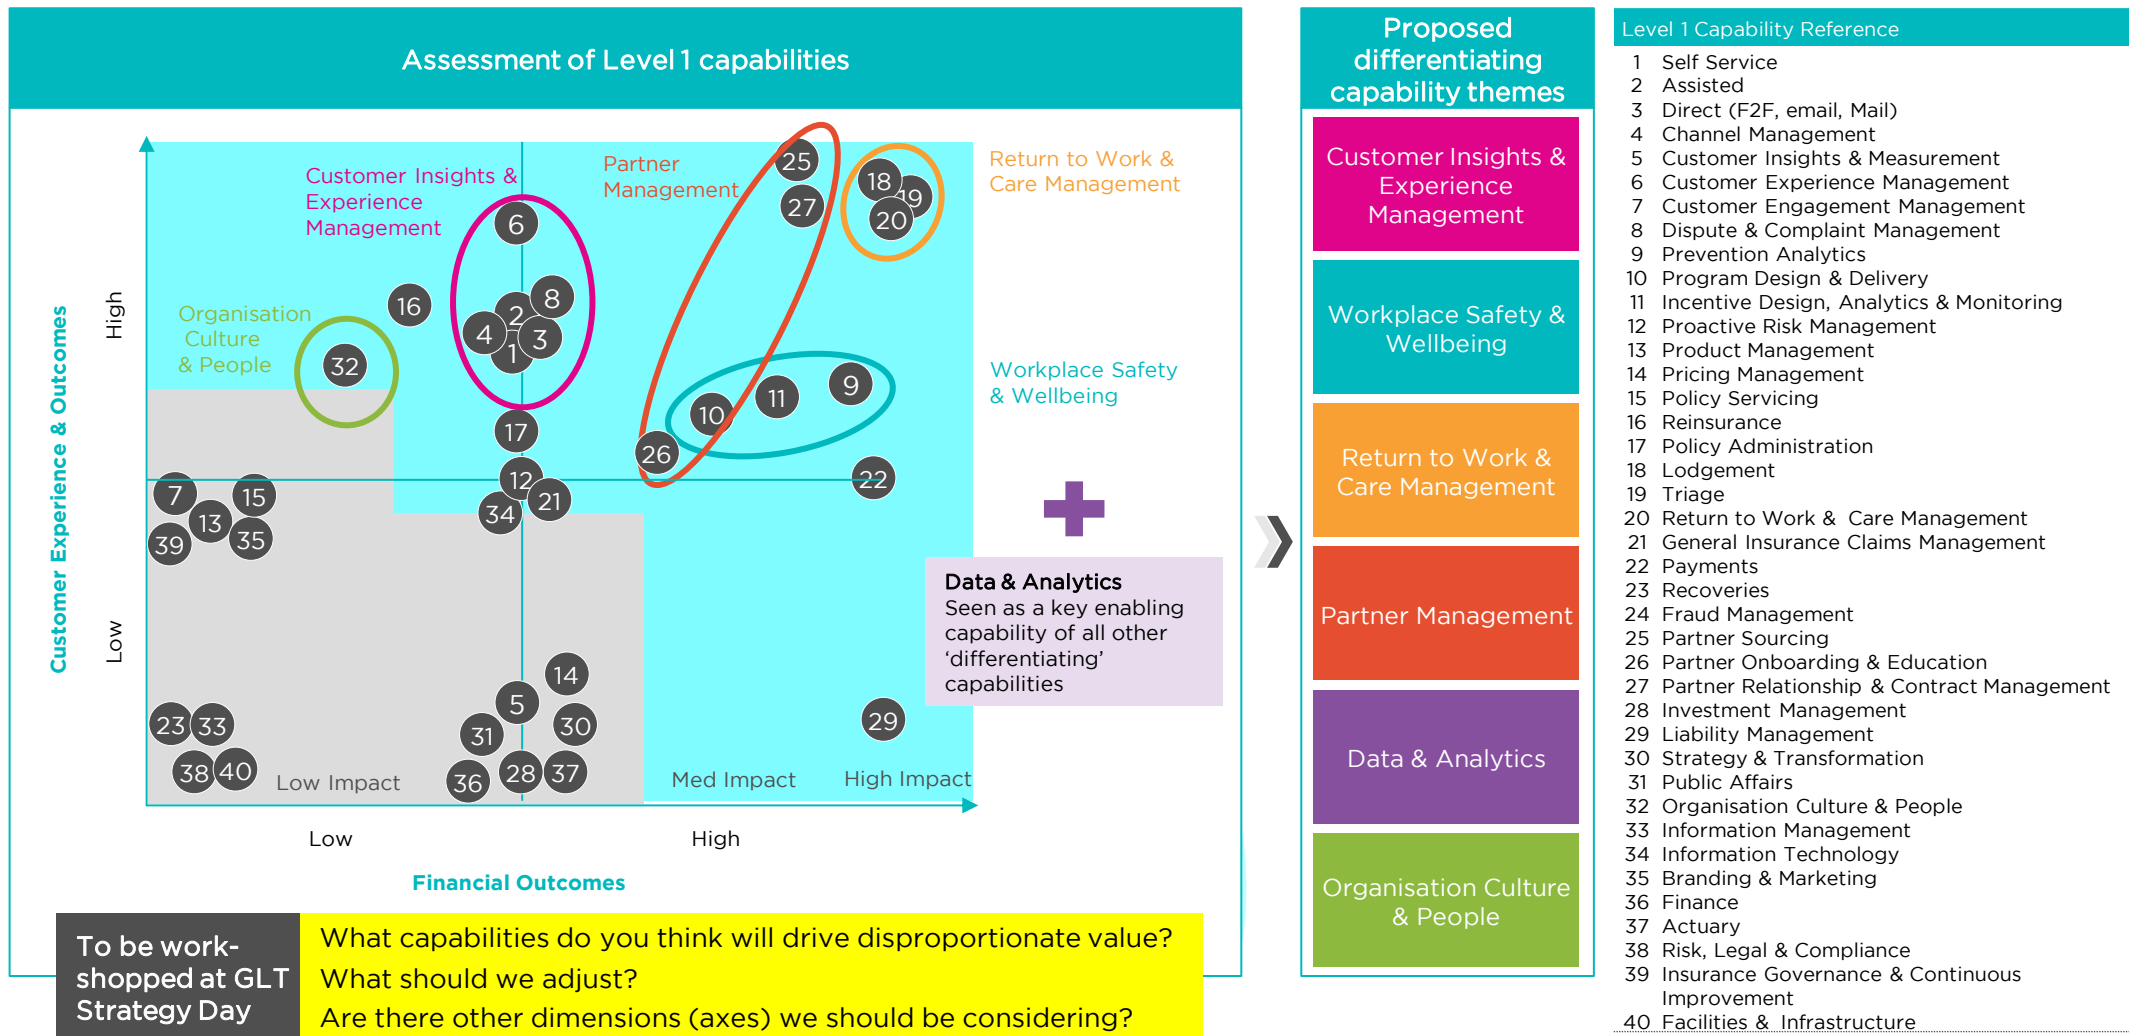 Assessment of Level 1 capabilities
Customer Insights &
Experience
Management
Partner
Management
Return to Work &
Care Management
Organisation
Culture
& People
Workplace Safety
& Wellbeing
25
18
19
27
20
6
16
8
2
4
3
1
32
9
11
10
17
26
12
22
7
15
21
34
13
39
35
14
5
23
33
31
30
29
38
40
36
28
37
Low Impact
Med Impact
High Impact
High
Low
Customer Experience & Outcomes
Low
High
Financial Outcomes
Data & Analytics
Seen as a key enabling
capability of all other
‘differentiating’
capabilities
To be work-
shopped at GLT
Strategy Day
What capabilities do you think will drive disproportionate value?
What should we adjust?
Are there other dimensions (axes) we should be considering?
Proposed
differentiating
capability themes
Customer Insights &
Experience
Management
Workplace Safety &
Wellbeing
Return to Work &
Care Management
Partner Management
Data & Analytics
Organisation Culture
& People
Level 1 Capability Reference
1 Self Service
2 Assisted
3 Direct (F2F, email, Mail)
4 Channel Management
5 Customer Insights & Measurement
6 Customer Experience Management
7 Customer Engagement Management
8 Dispute & Complaint Management
9 Prevention Analytics
10 Program Design & Delivery
11 Incentive Design, Analytics & Monitoring
12 Proactive Risk Management
13 Product Management
14 Pricing Management
15 Policy Servicing
16 Reinsurance
17 Policy Administration
18 Lodgement
19 Triage
20 Return to Work & Care Management
21 General Insurance Claims Management
22 Payments
23 Recoveries
24 Fraud Management
25 Partner Sourcing
26 Partner Onboarding & Education
27 Partner Relationship & Contract Management
28 Investment Management
29 Liability Management
30 Strategy & Transformation
31 Public Affairs
32 Organisation Culture & People
33 Information Management
34 Information Technology
35 Branding & Marketing
36 Finance
37 Actuary
38 Risk, Legal & Compliance
39 Insurance Governance & Continuous
Improvement
40 Facilities & Infrastructure